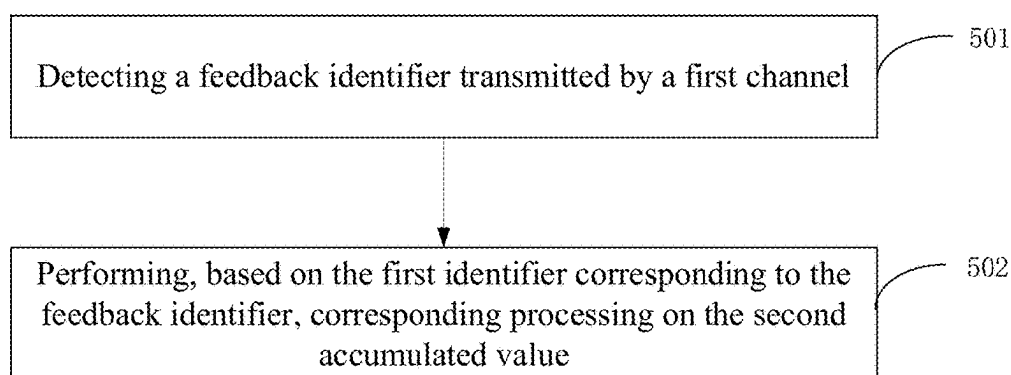 501
Detecting a feedback identifier transmitted by a first channel
502
Performing, based on the first identifier corresponding to the
feedback identifier, corresponding processing on the second
accumulated value